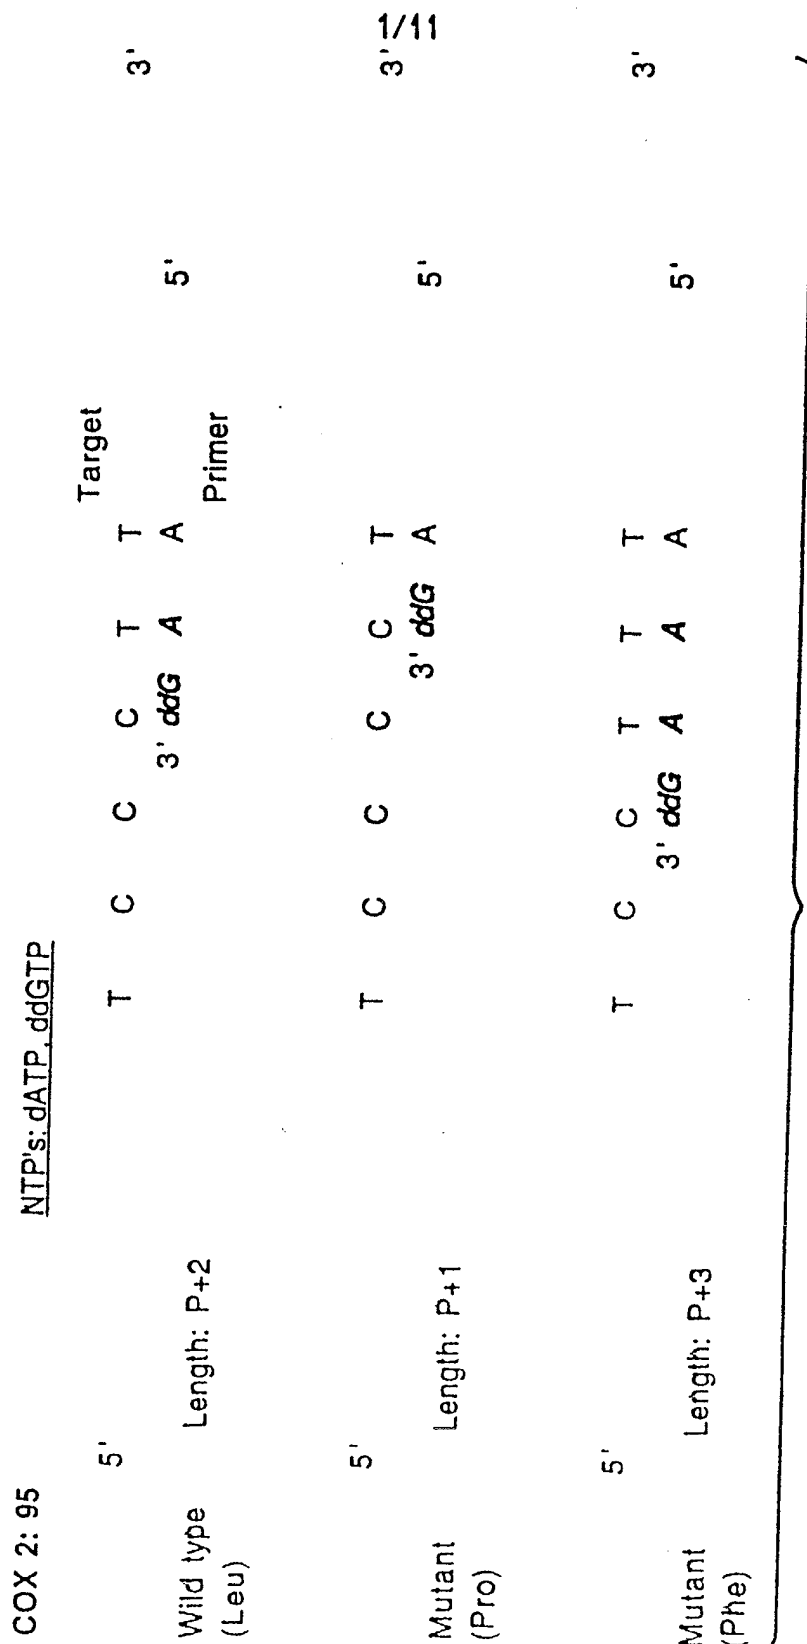 1/11
COX 2: 95
NTP's: dATP, ddGTP
Target
5' T C C C T T 3'
Wild type (Leu) Length: P+2 3' ddG A A 5'
Primer
5' T C C C C T 3'
Mutant (Pro) Length: P+1 3' ddG A 5'
5' T C C T T T 3'
Mutant (Phe) Length: P+3 3' ddG A A A 5'